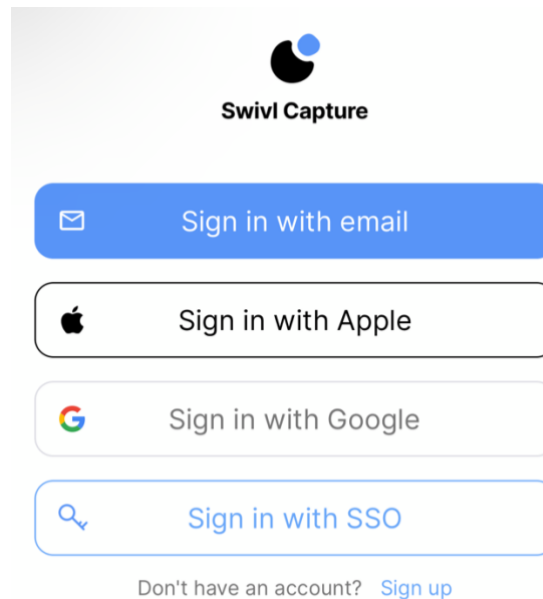 Swivl Capture
Sign in with email
Sign in with Apple
Sign in with Google
Sign in with SSO
Don't have an account? Sign up